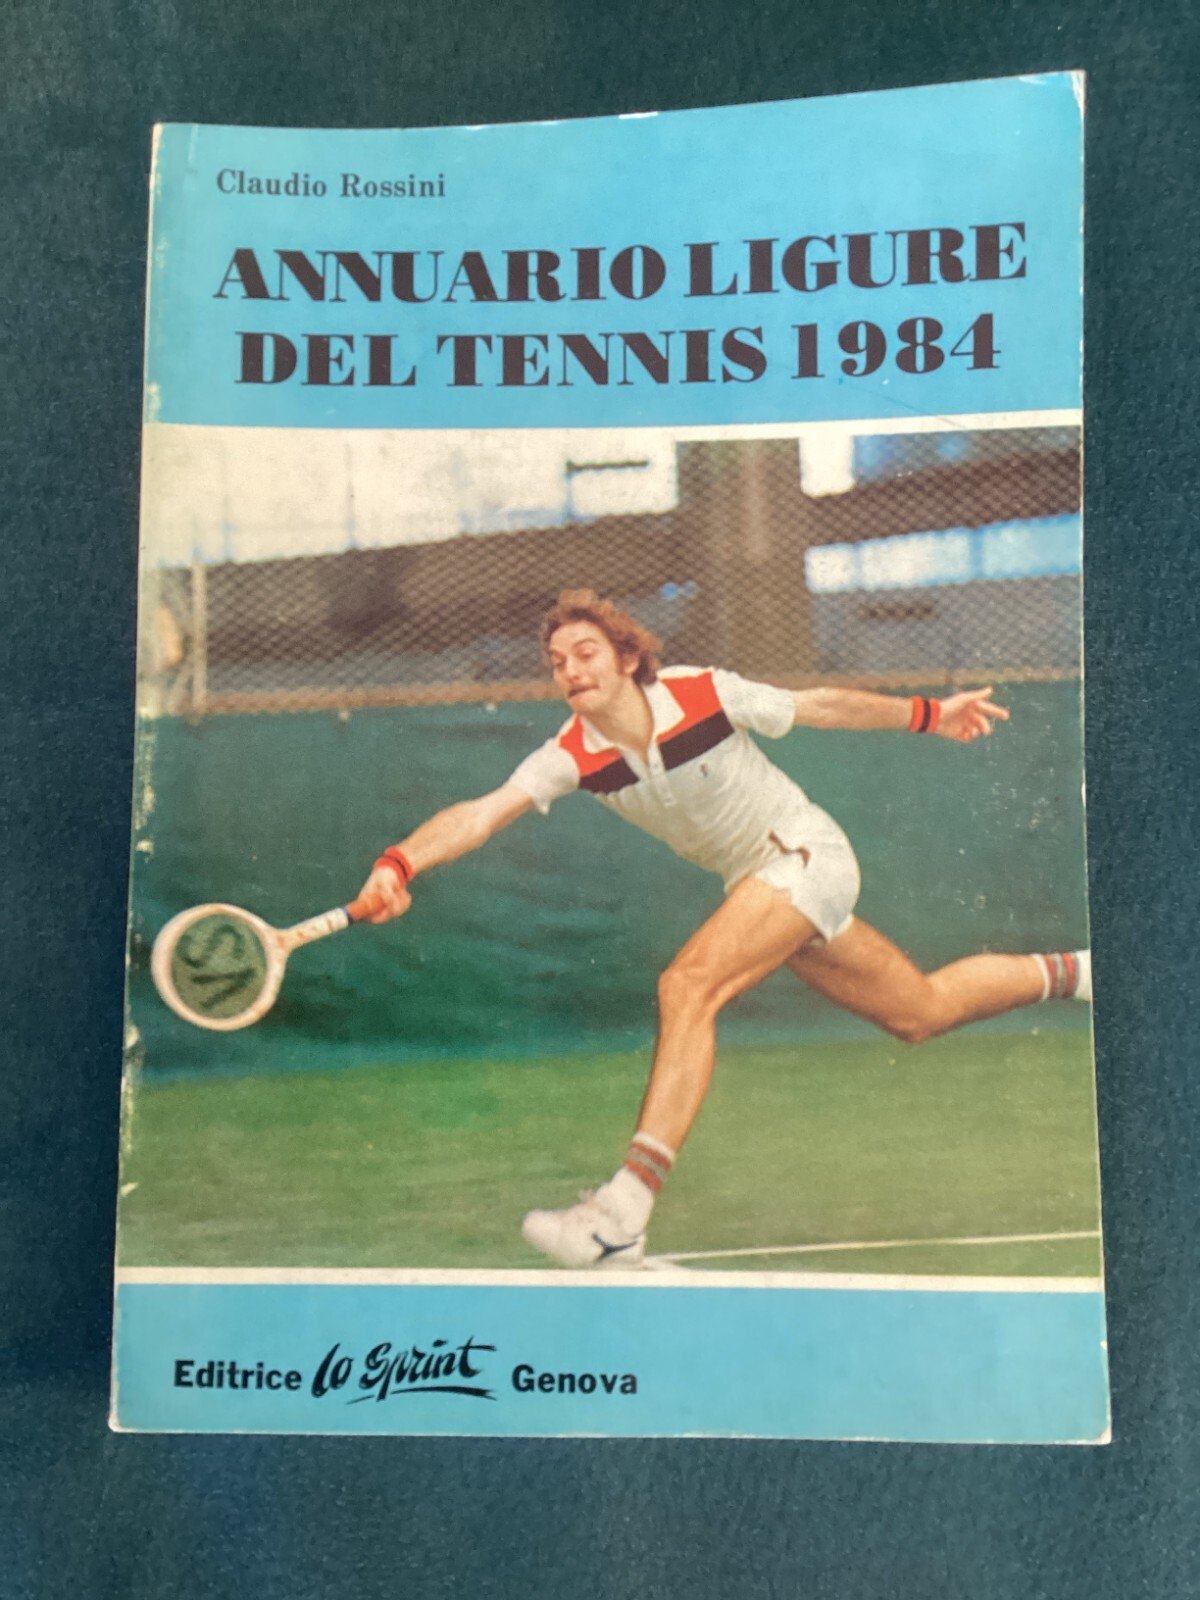 Claudio Rossini
ANNUARIO LIGURE
DEL TENNIS 1984
Editrice lo Sprint Genova